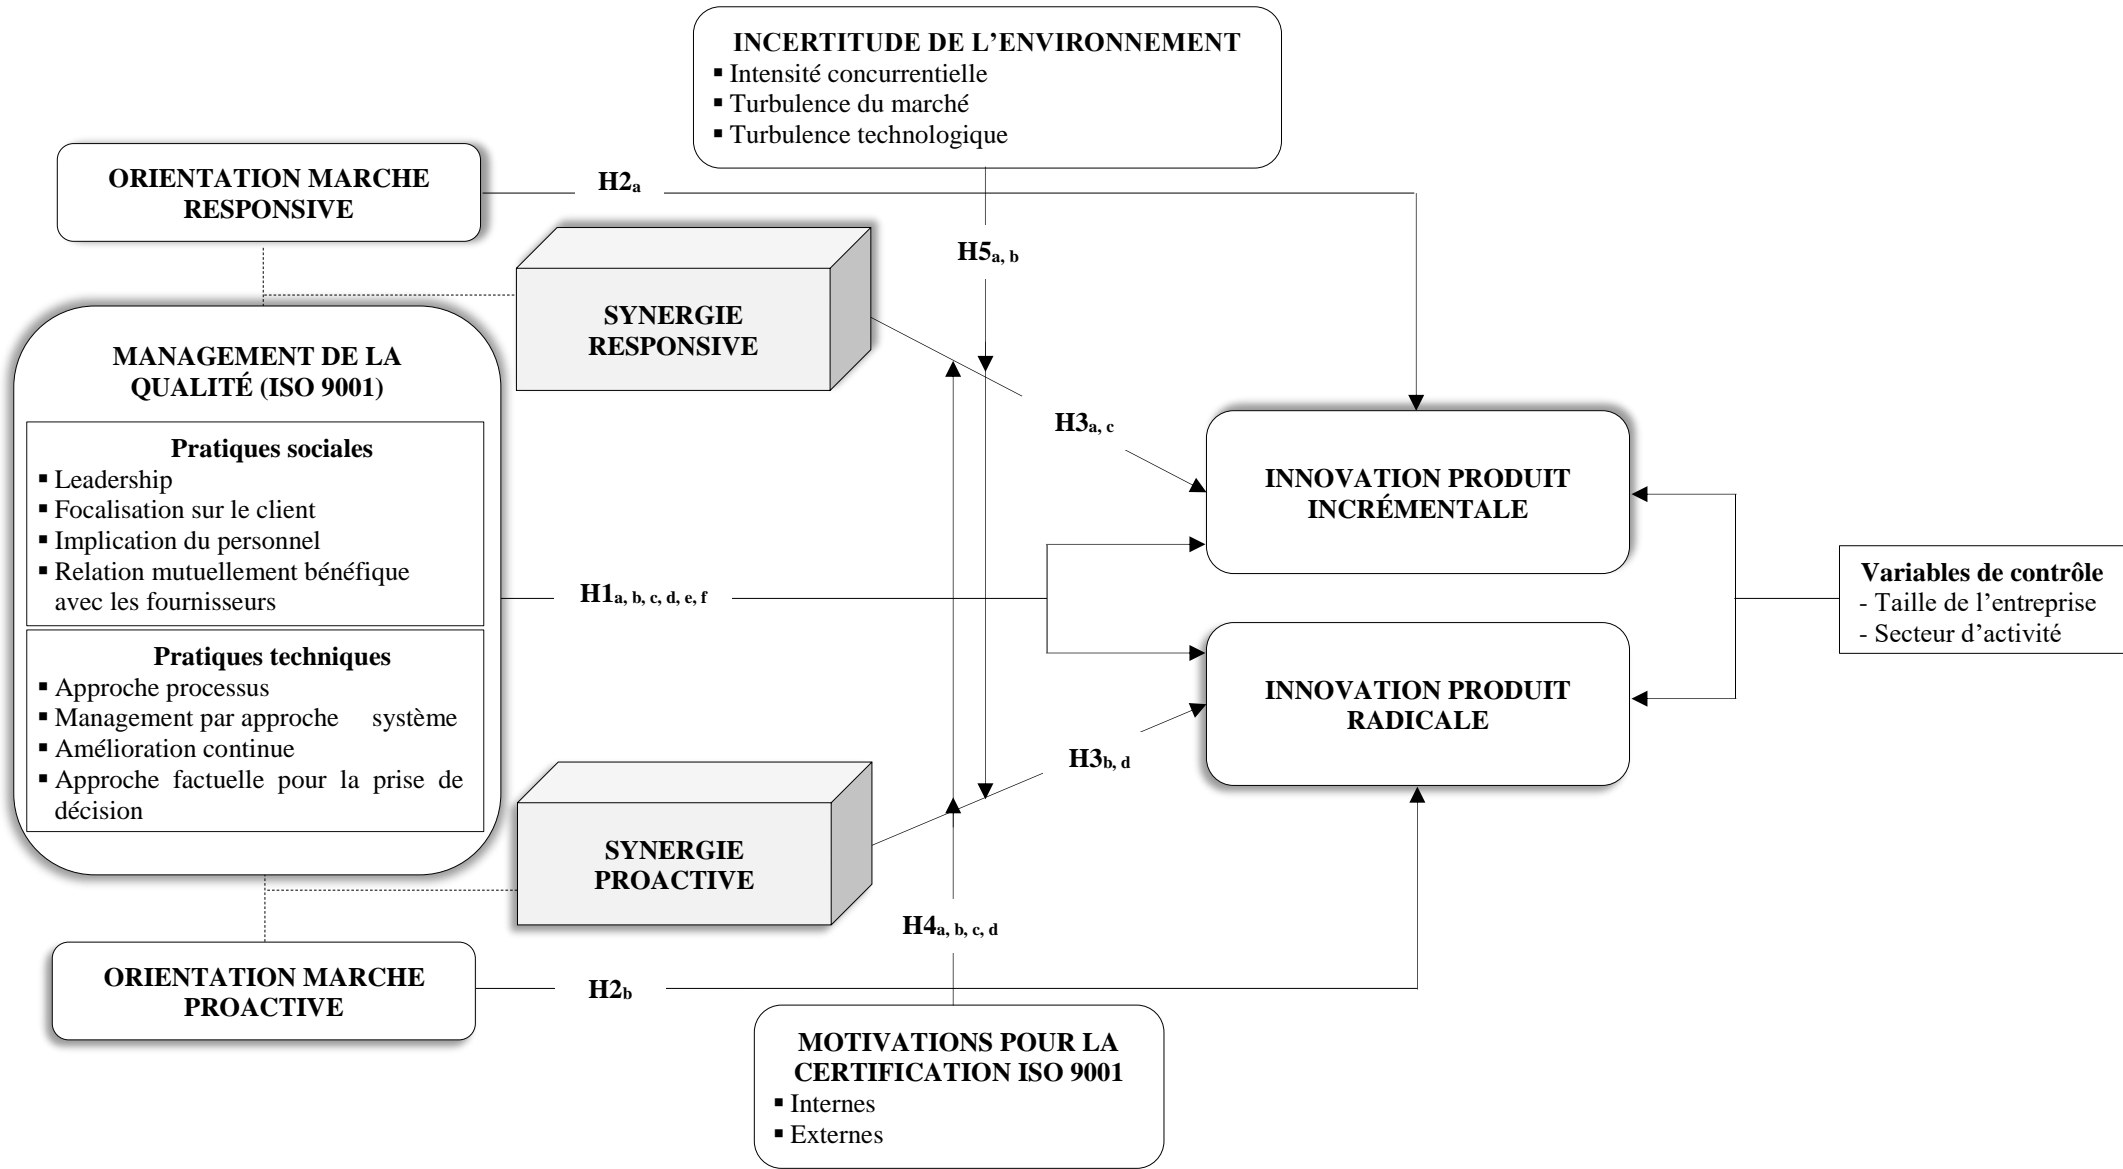 INCERTITUDE DE L’ENVIRONNEMENT
▪ Intensité concurrentielle
▪ Turbulence du marché
▪ Turbulence technologique
ORIENTATION MARCHE
RESPONSIVE
H2a
H5a, b
SYNERGIE
RESPONSIVE
MANAGEMENT DE LA
QUALITÉ (ISO 9001)
Pratiques sociales
▪ Leadership
▪ Focalisation sur le client
▪ Implication du personnel
▪ Relation mutuellement bénéfique
avec les fournisseurs
Pratiques techniques
▪ Approche processus
▪ Management par approche système
▪ Amélioration continue
▪ Approche factuelle pour la prise de
décision
H3a, c
H1a, b, c, d, e, f
INNOVATION PRODUIT
INCRÉMENTALE
Variables de contrôle
- Taille de l’entreprise
- Secteur d’activité
INNOVATION PRODUIT
RADICALE
H3b, d
SYNERGIE
PROACTIVE
H4a, b, c, d
ORIENTATION MARCHE
PROACTIVE
H2b
MOTIVATIONS POUR LA
CERTIFICATION ISO 9001
▪ Internes
▪ Externes